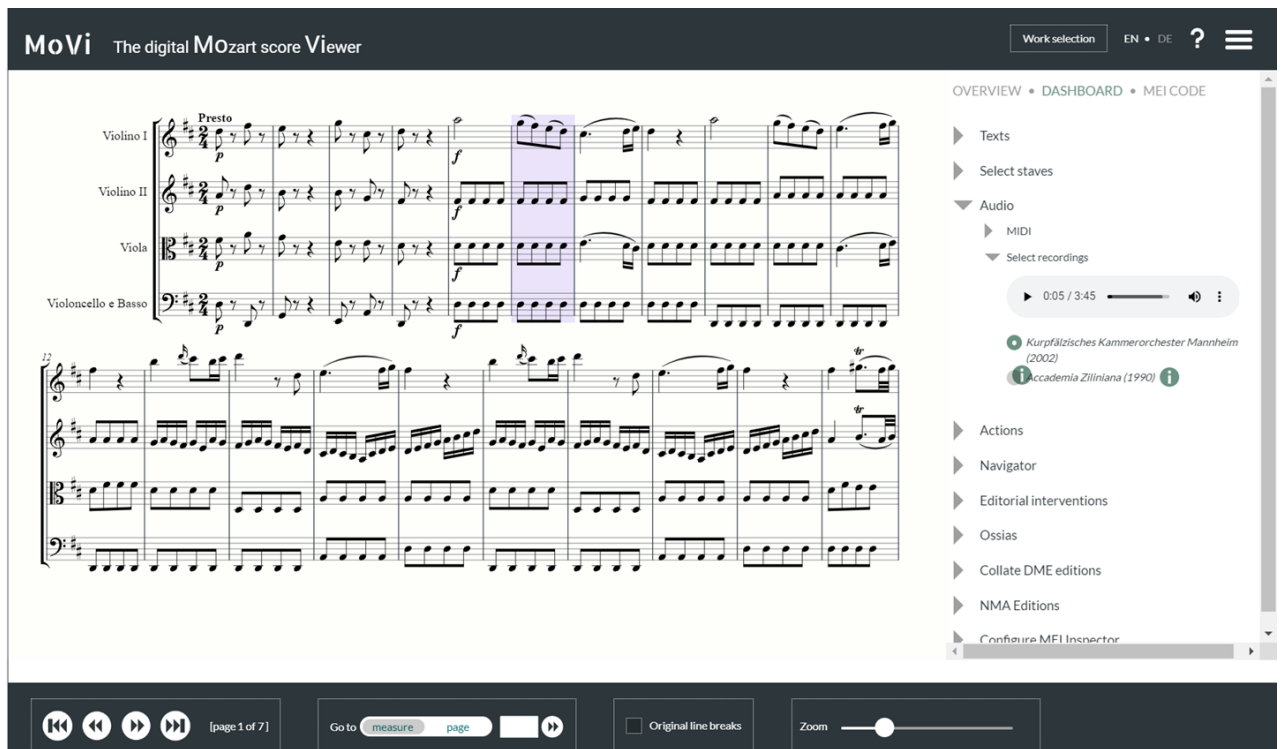 MoVi The digital MOzart score VIewer
Work selection EN • DE ?
OVERVIEW • DASHBOARD • MEI CODE
Texts
Select staves
Audio
MIDI
Select recordings
0:05 / 3:45
Kurpfälzisches Kammerorchester Mannheim
(2002)
Accademia Ziliniana (1990) i
Actions
Navigator
Editorial interventions
Ossias
Collate DME editions
NMA Editions
Configure MEI Inspector
Presto
Violino I
p f
Violino II
p f
Viola
p f
Violoncello e Basso
p f
12
tr
tr
[page 1 of 7] Go to measure page Original line breaks Zoom